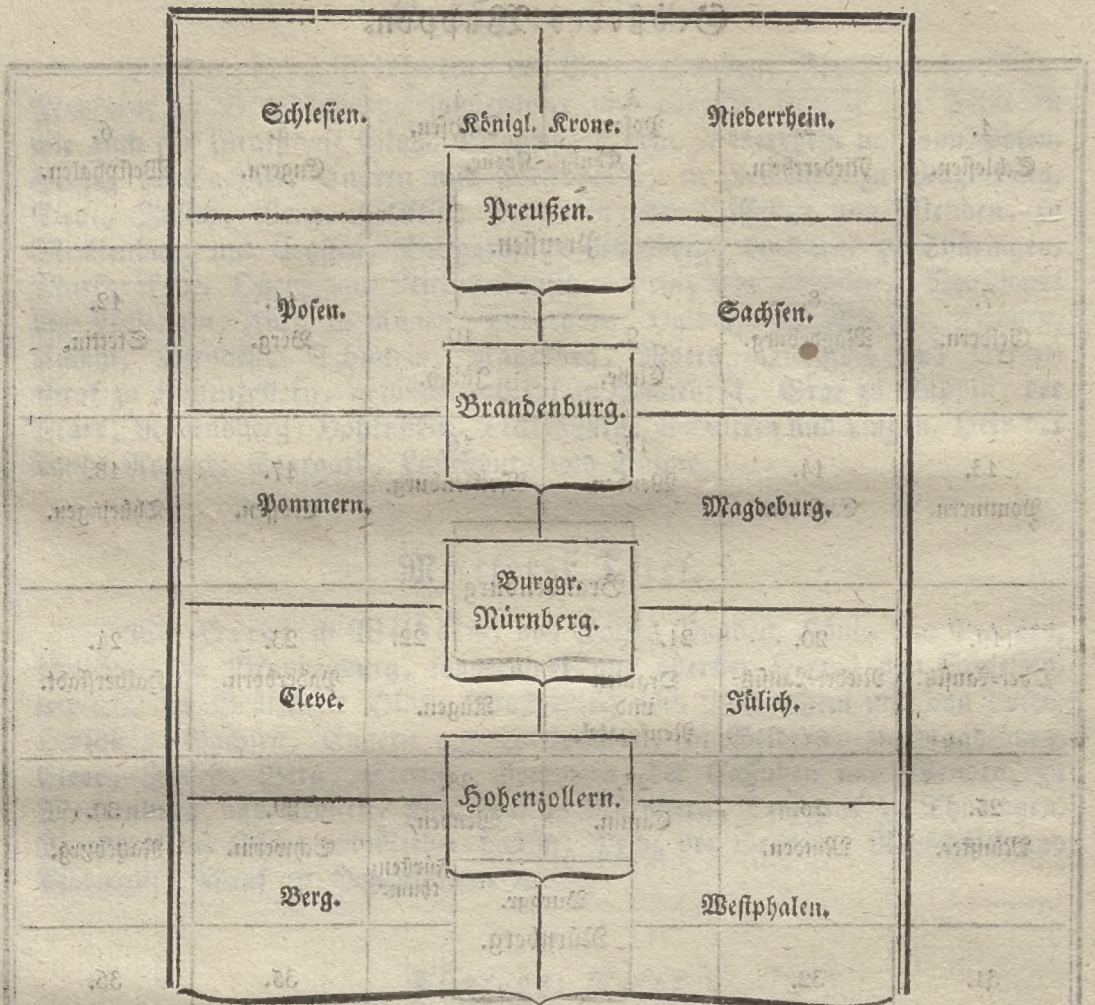 Schlesien.
Königl. Krone.
Niederrhein.
Preußen.
Posen.
Sachsen.
Brandenburg.
Pommern.
Magdeburg.
Burggr.
Nürnberg.
Cleve.
Jülich.
Hohenzollern.
Berg.
Westphalen.